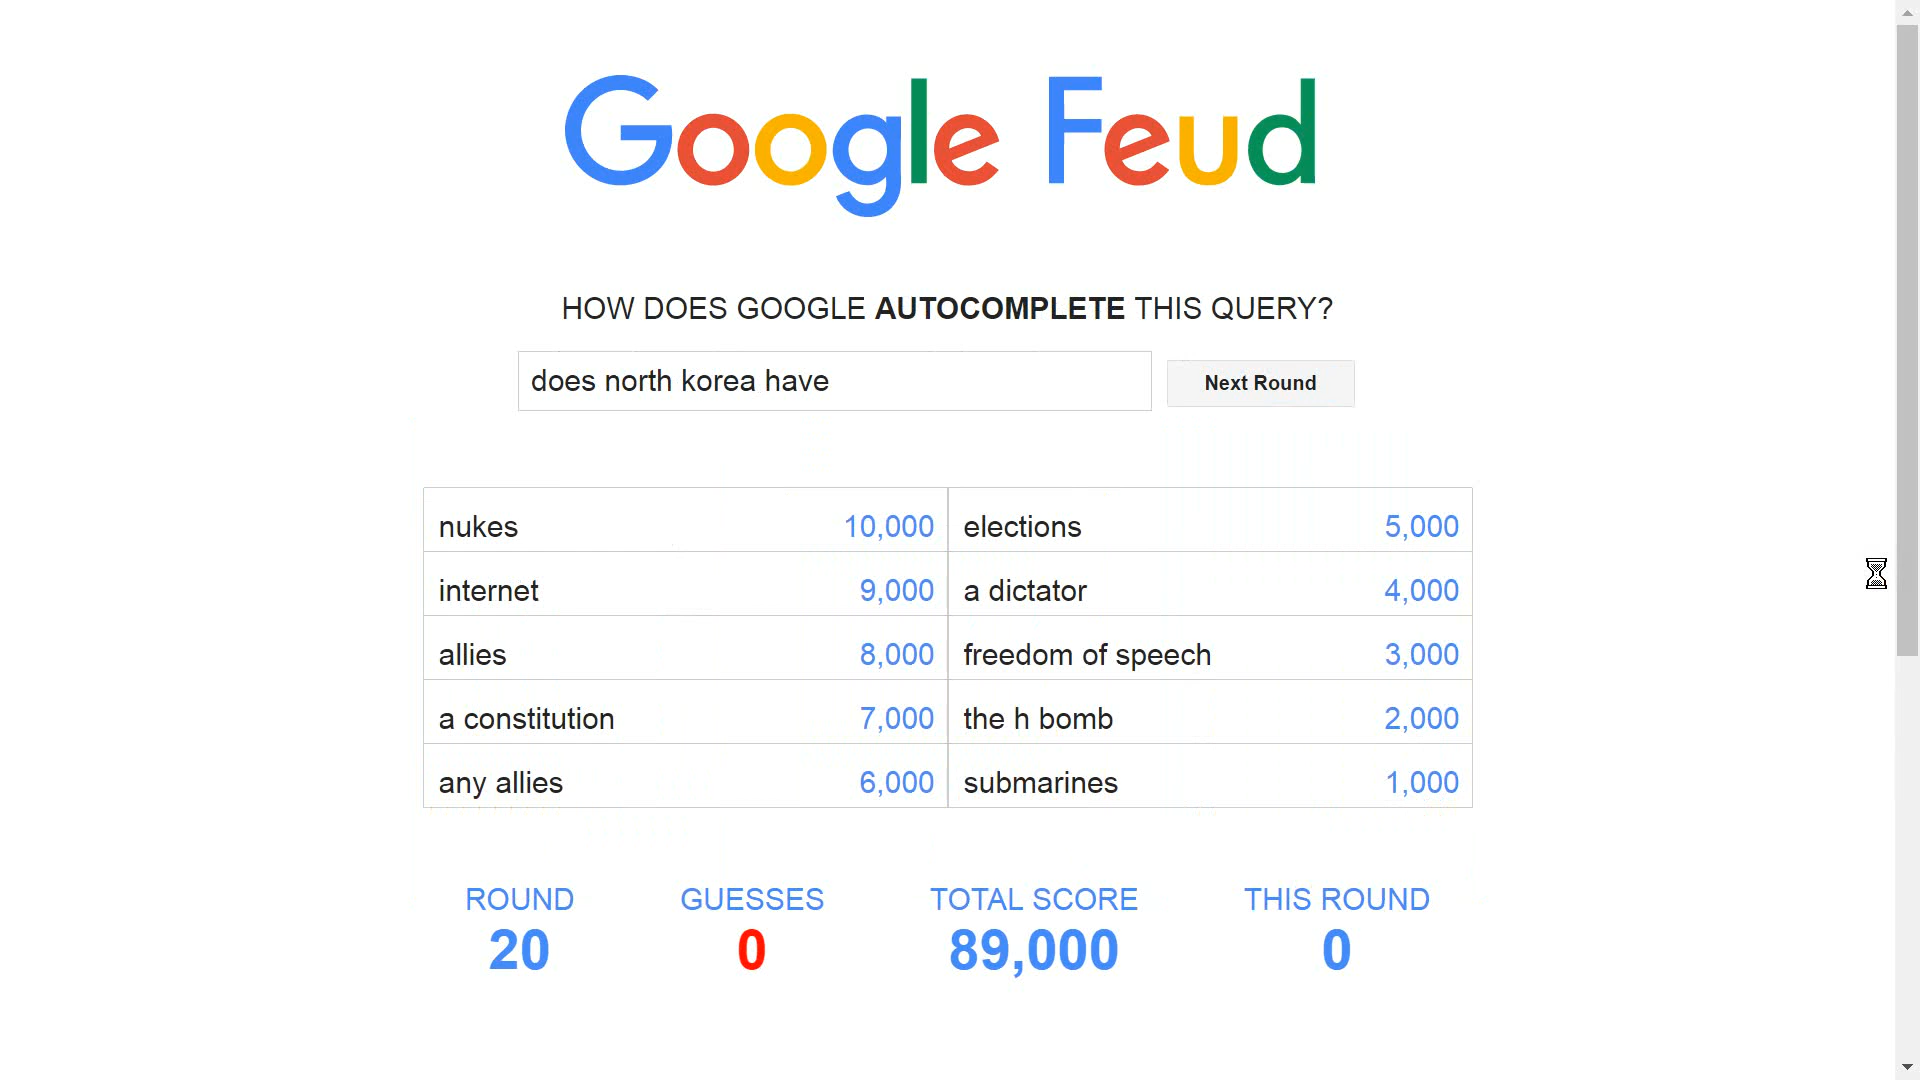 Google Feud
HOW DOES GOOGLE AUTOCOMPLETE THIS QUERY?
does north korea have
Next Round
nukes 10,000 elections 5,000
internet 9,000 a dictator 4,000
allies 8,000 freedom of speech 3,000
a constitution 7,000 the h bomb 2,000
any allies 6,000 submarines 1,000
ROUND GUESSES TOTAL SCORE THIS ROUND
20 0 89,000 0